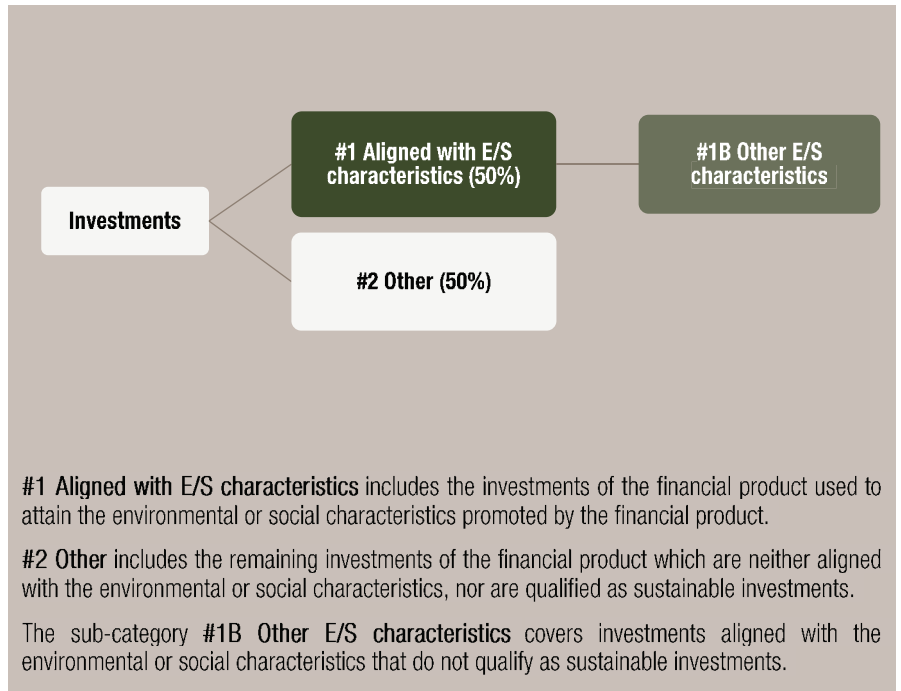 #1 Aligned with E/S
characteristics (50%)
#1B Other E/S
characteristics
Investments
#2 Other (50%)
#1 Aligned with E/S characteristics includes the investments of the financial product used to
attain the environmental or social characteristics promoted by the financial product.
#2 Other includes the remaining investments of the financial product which are neither aligned
with the environmental or social characteristics, nor are qualified as sustainable investments.
The sub-category #1B Other E/S characteristics covers investments aligned with the
environmental or social characteristics that do not qualify as sustainable investments.